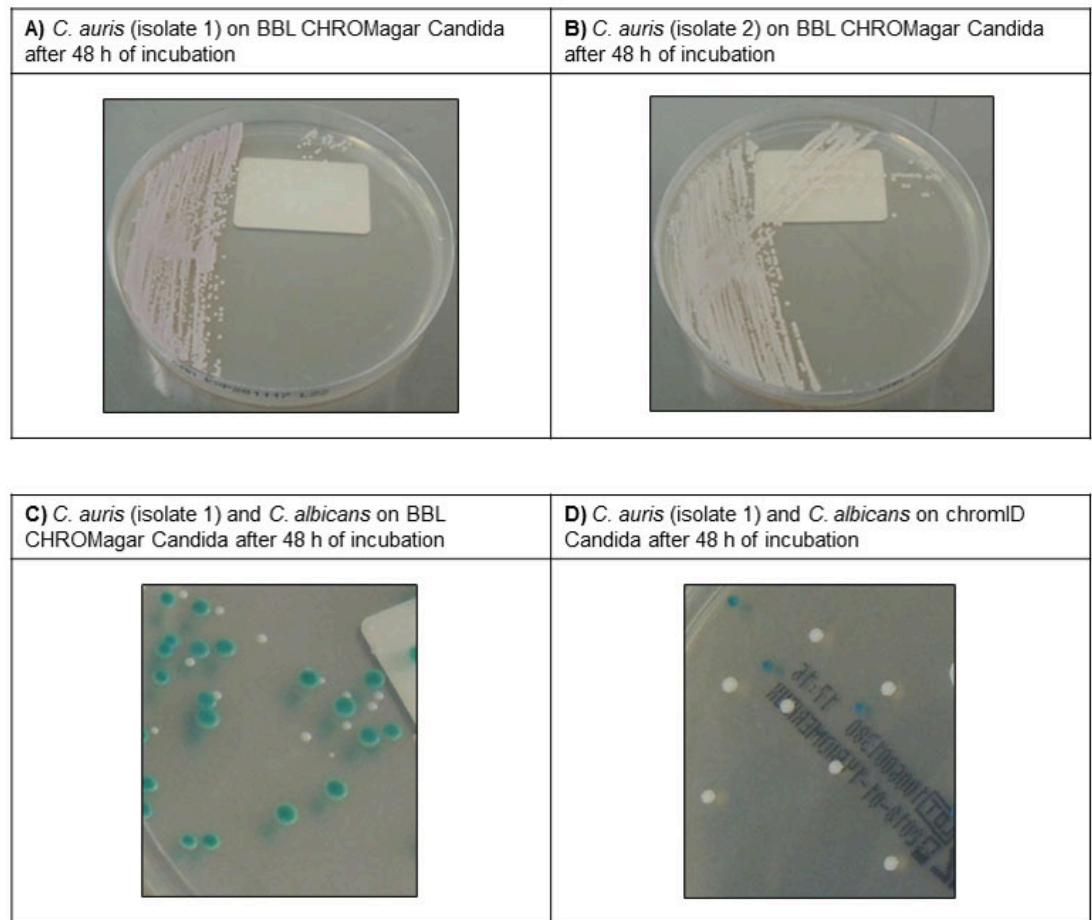 A) C. auris (isolate 1) on BBL CHROMagar Candida
after 48 h of incubation
B) C. auris (isolate 2) on BBL CHROMagar Candida
after 48 h of incubation
C) C. auris (isolate 1) and C. albicans on BBL
CHROMagar Candida after 48 h of incubation
D) C. auris (isolate 1) and C. albicans on chromID
Candida after 48 h of incubation